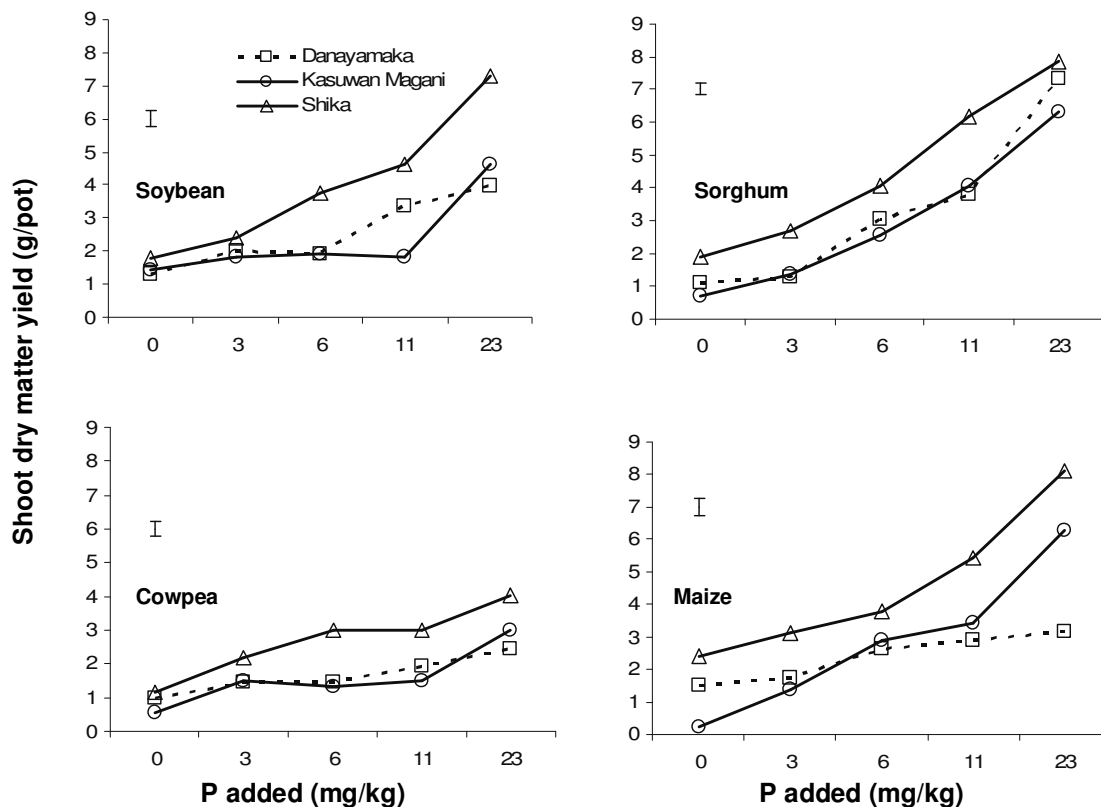 Shoot dry matter yield (g/pot)
9
8
7
6
5
4
3
2
1
0
Danayamaka
Kasuwan Magani
Shika
Soybean
0 3 6 11 23
9
8
7
6
5
4
3
2
1
0
Sorghum
0 3 6 11 23
9
8
7
6
5
4
3
2
1
0
Cowpea
0 3 6 11 23
P added (mg/kg)
9
8
7
6
5
4
3
2
1
0
Maize
0 3 6 11 23
P added (mg/kg)